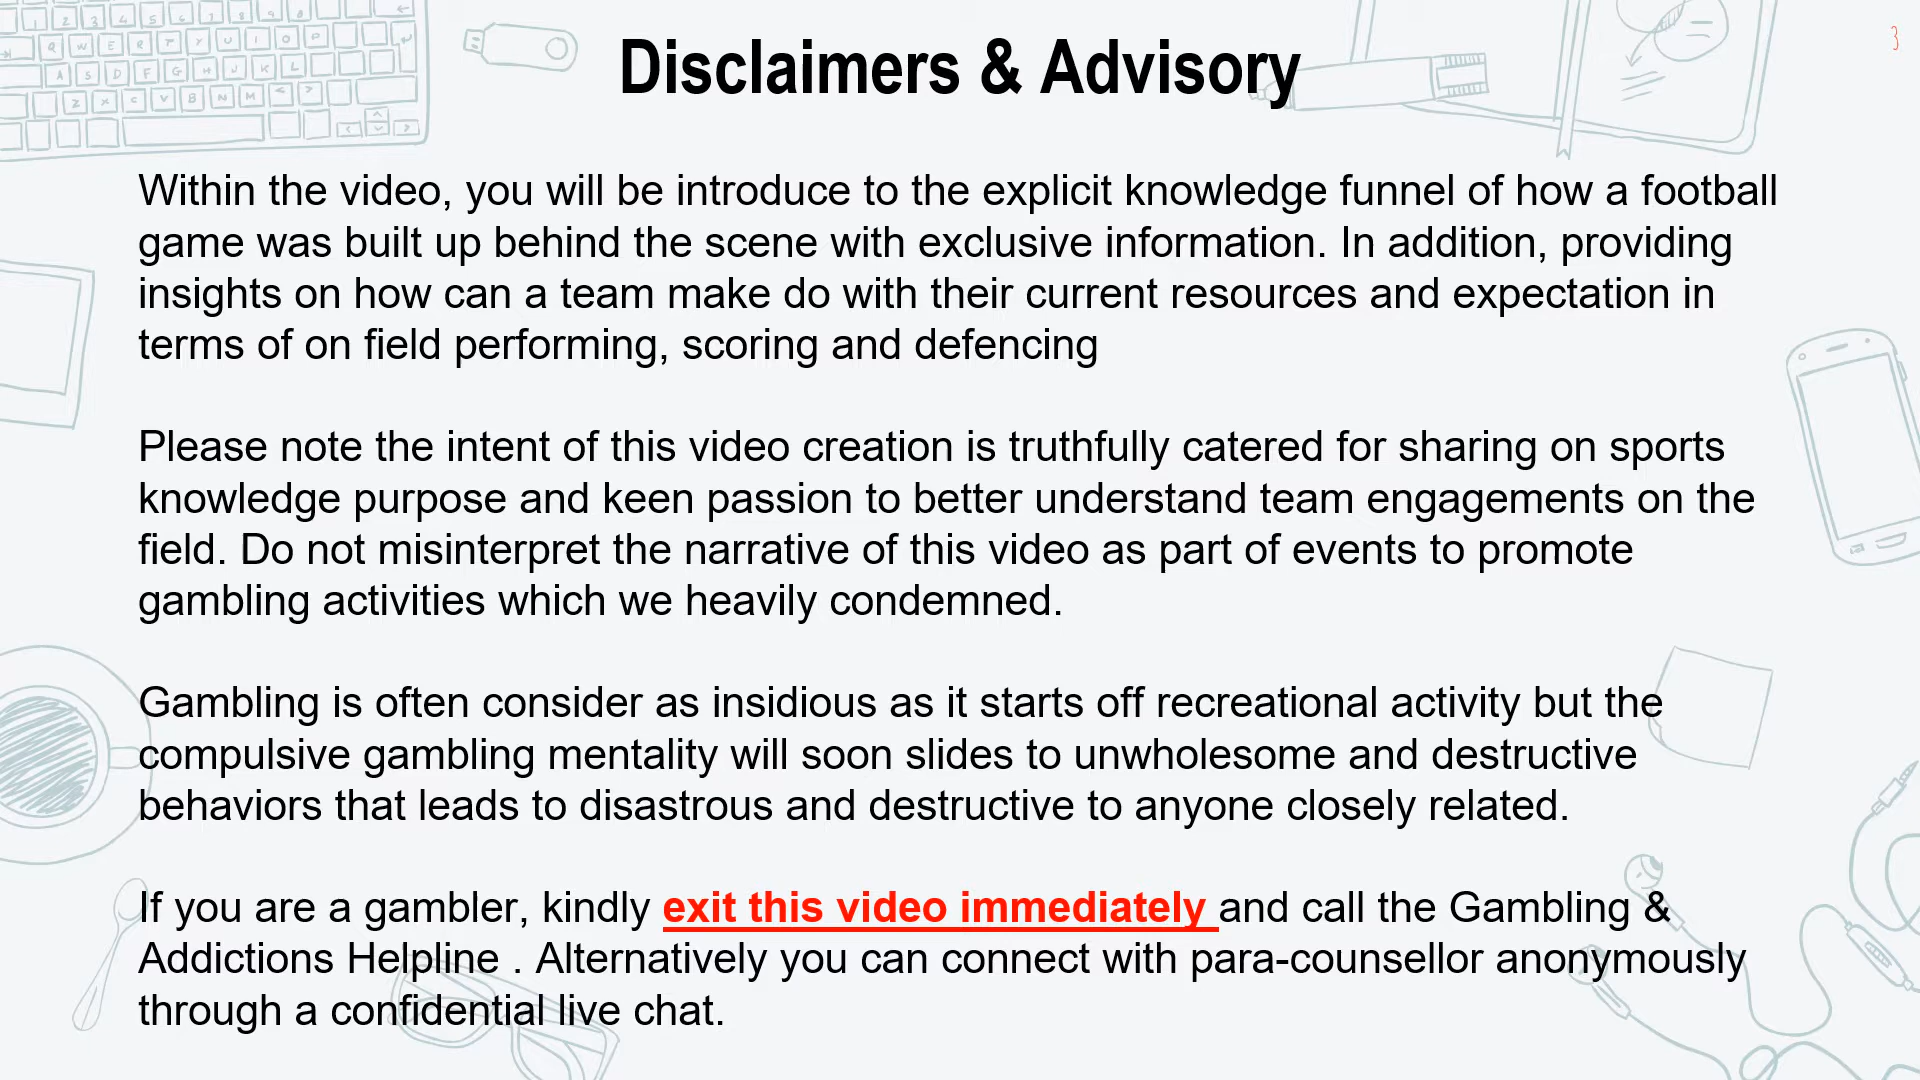 Disclaimers & Advisory
3
Within the video, you will be introduce to the explicit knowledge funnel of how a football
game was built up behind the scene with exclusive information. In addition, providing
insights on how can a team make do with their current resources and expectation in
terms of on field performing, scoring and defencing
Please note the intent of this video creation is truthfully catered for sharing on sports
knowledge purpose and keen passion to better understand team engagements on the
field. Do not misinterpret the narrative of this video as part of events to promote
gambling activities which we heavily condemned.
Gambling is often consider as insidious as it starts off recreational activity but the
compulsive gambling mentality will soon slides to unwholesome and destructive
behaviors that leads to disastrous and destructive to anyone closely related.
If you are a gambler, kindly exit this video immediately and call the Gambling &
Addictions Helpline . Alternatively you can connect with para-counsellor anonymously
through a confidential live chat.